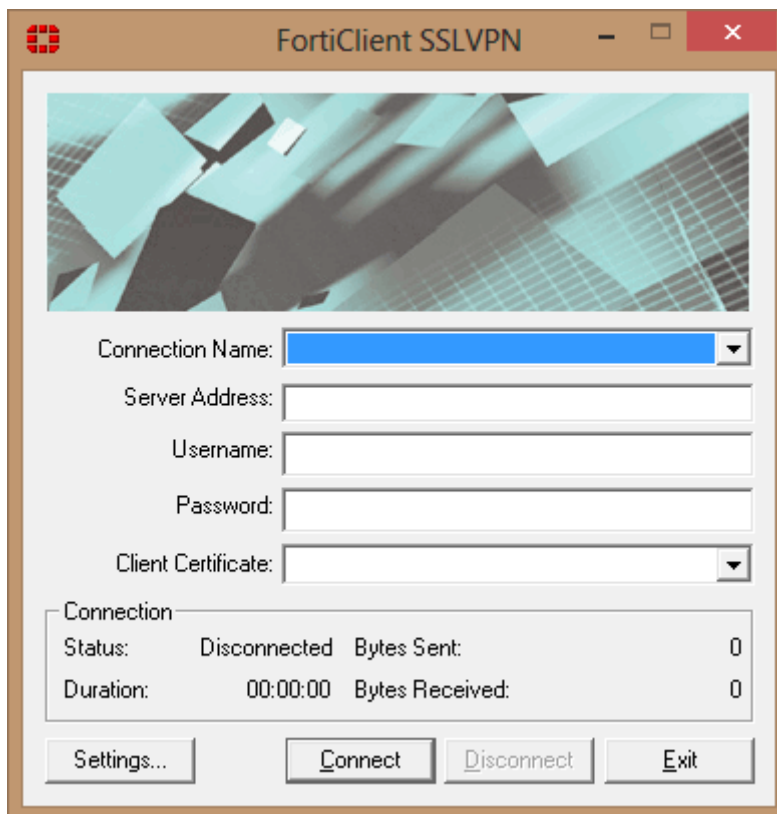 FortiClient SSLVPN
Connection Name:
Server Address:
Username:
Password:
Client Certificate:
Connection
Status: Disconnected Bytes Sent: 0
Duration: 00:00:00 Bytes Received: 0
Settings... Connect Disconnect Exit